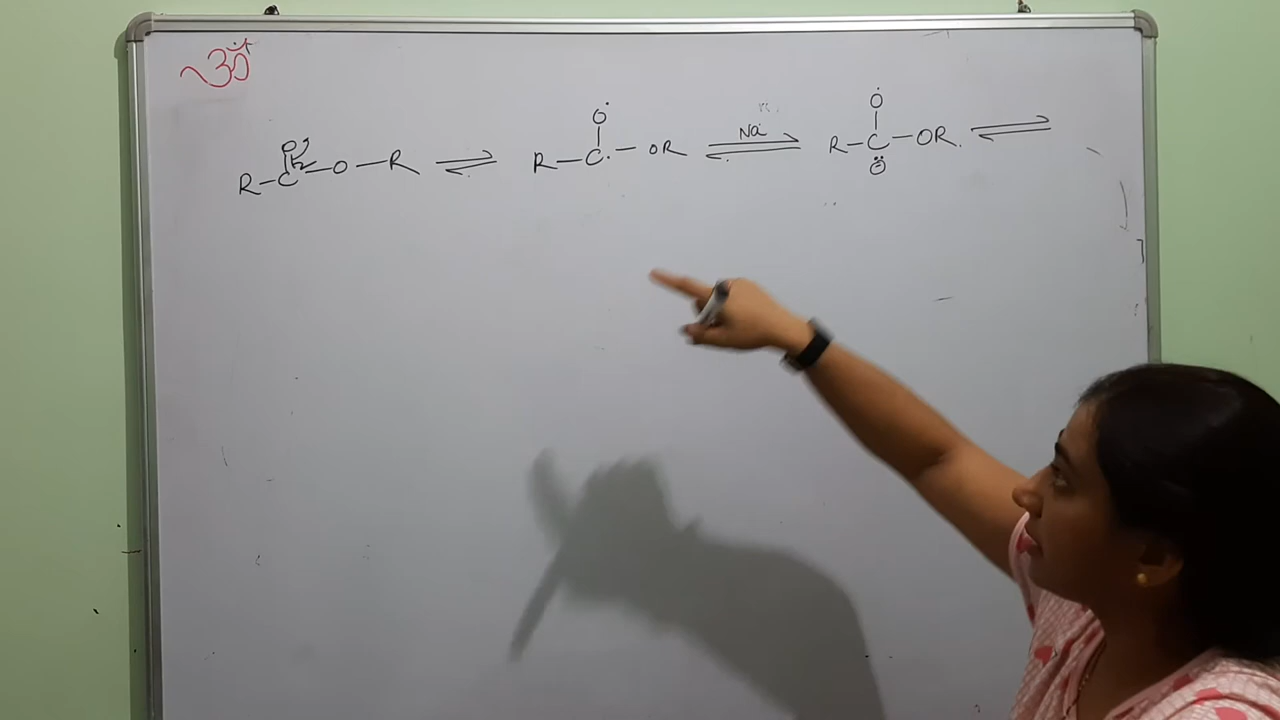 ॐ
R-C(=O)-O-R ⇌ R-C(-Ȯ)·-OR ⇌ Na R-C(-Ȯ)(:⊖)-OR. ⇌